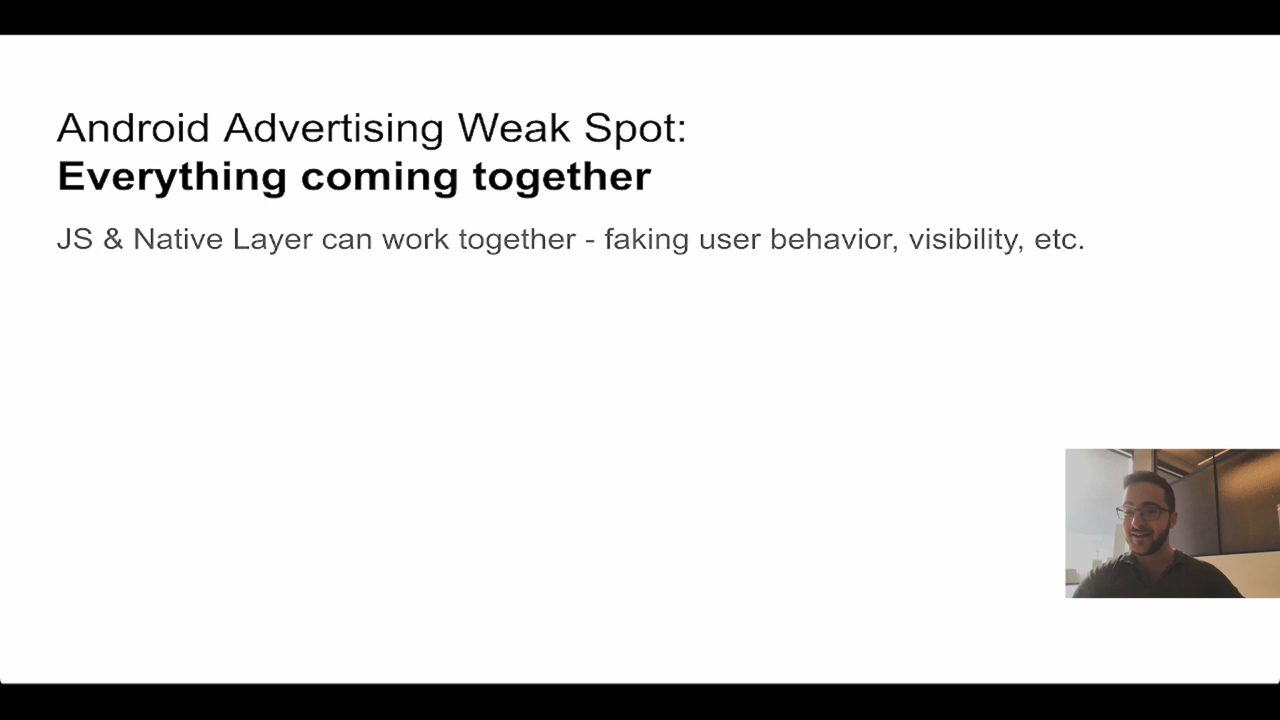 Android Advertising Weak Spot:
Everything coming together
JS & Native Layer can work together - faking user behavior, visibility, etc.